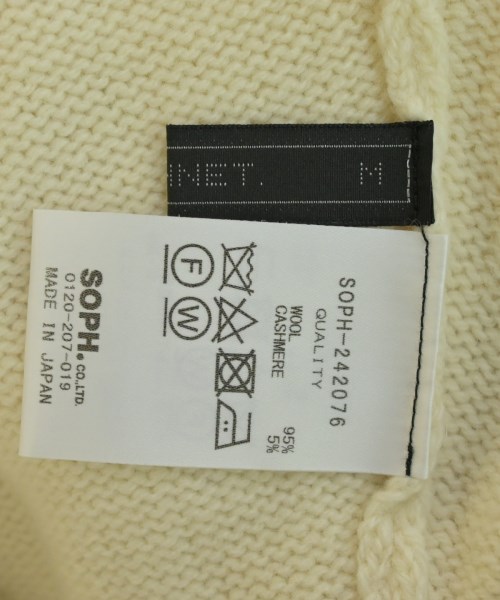 NET.
M
SOPH-242076
QUALITY
WOOL 95%
CASHMERE 5%
F
W
SOPH.CO.,LTD.
0120-207-019
MADE IN JAPAN